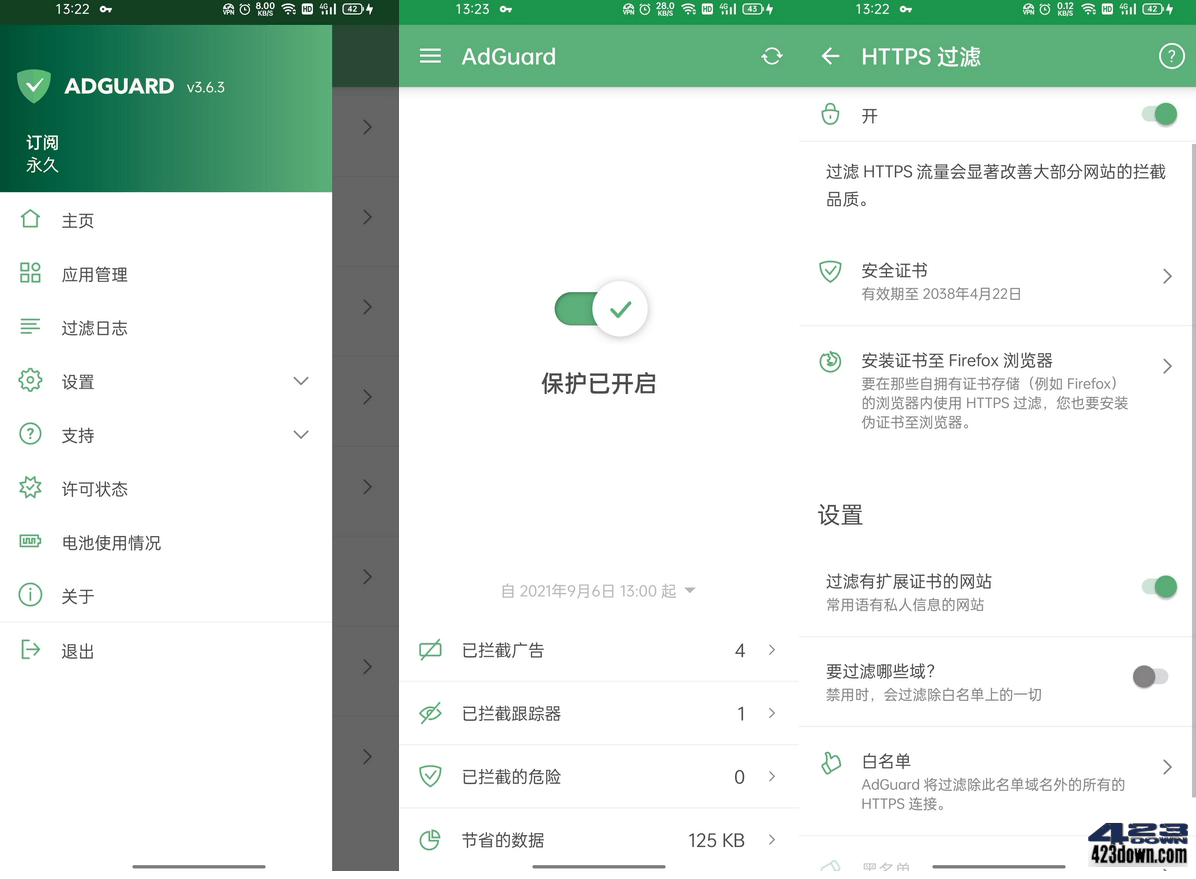 13:22
8.00 KB/S
HD
4G
42
ADGUARD v3.6.3
订阅
永久
主页
应用管理
过滤日志
设置
支持
许可状态
电池使用情况
关于
退出
13:23
28.0 KB/S
HD
4G
43
AdGuard
保护已开启
自 2021年9月6日 13:00 起
已拦截广告 4
已拦截跟踪器 1
已拦截的危险 0
节省的数据 125 KB
13:22
0.12 KB/S
HD
4G
42
HTTPS 过滤
开
过滤 HTTPS 流量会显著改善大部分网站的拦截
品质。
安全证书
有效期至 2038年4月22日
安装证书至 Firefox 浏览器
要在那些自拥有证书存储（例如 Firefox）
的浏览器内使用 HTTPS 过滤，您也要安装
伪证书至浏览器。
设置
过滤有扩展证书的网站
常用语有私人信息的网站
要过滤哪些域？
禁用时，会过滤除白名单上的一切
白名单
AdGuard 将过滤除此名单域名外的所有的
HTTPS 连接。
黑名单
423DOWN
423down.com